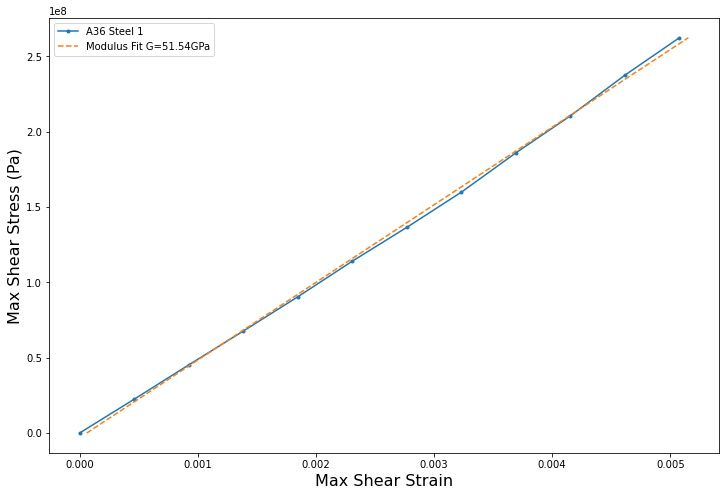 1e8
A36 Steel 1
Modulus Fit G=51.54GPa
2.5
2.0
1.5
1.0
0.5
0.0
Max Shear Stress (Pa)
0.000 0.001 0.002 0.003 0.004 0.005
Max Shear Strain